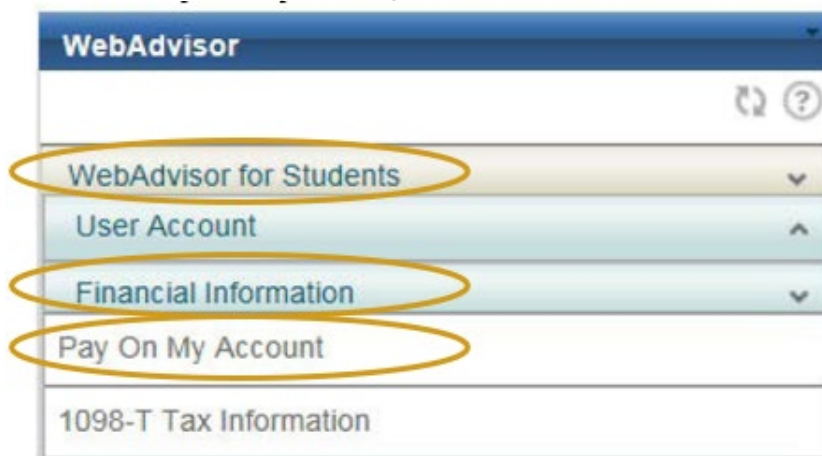 WebAdvisor
?
WebAdvisor for Students
User Account
Financial Information
Pay On My Account
1098-T Tax Information